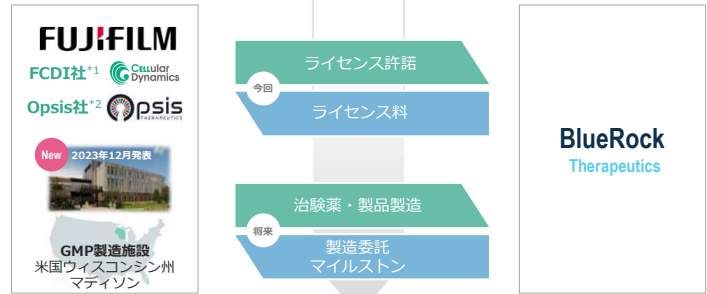 FUJIFILM
FCDI社*1 CELLular Dynamics
Opsis社*2 Opsis
THERAPEUTICS
New 2023年12月発表
GMP製造施設
米国ウィスコンシン州
マディソン
ライセンス許諾
今回
ライセンス料
治験薬・製品製造
将来
製造委託
マイルストン
BlueRock
Therapeutics